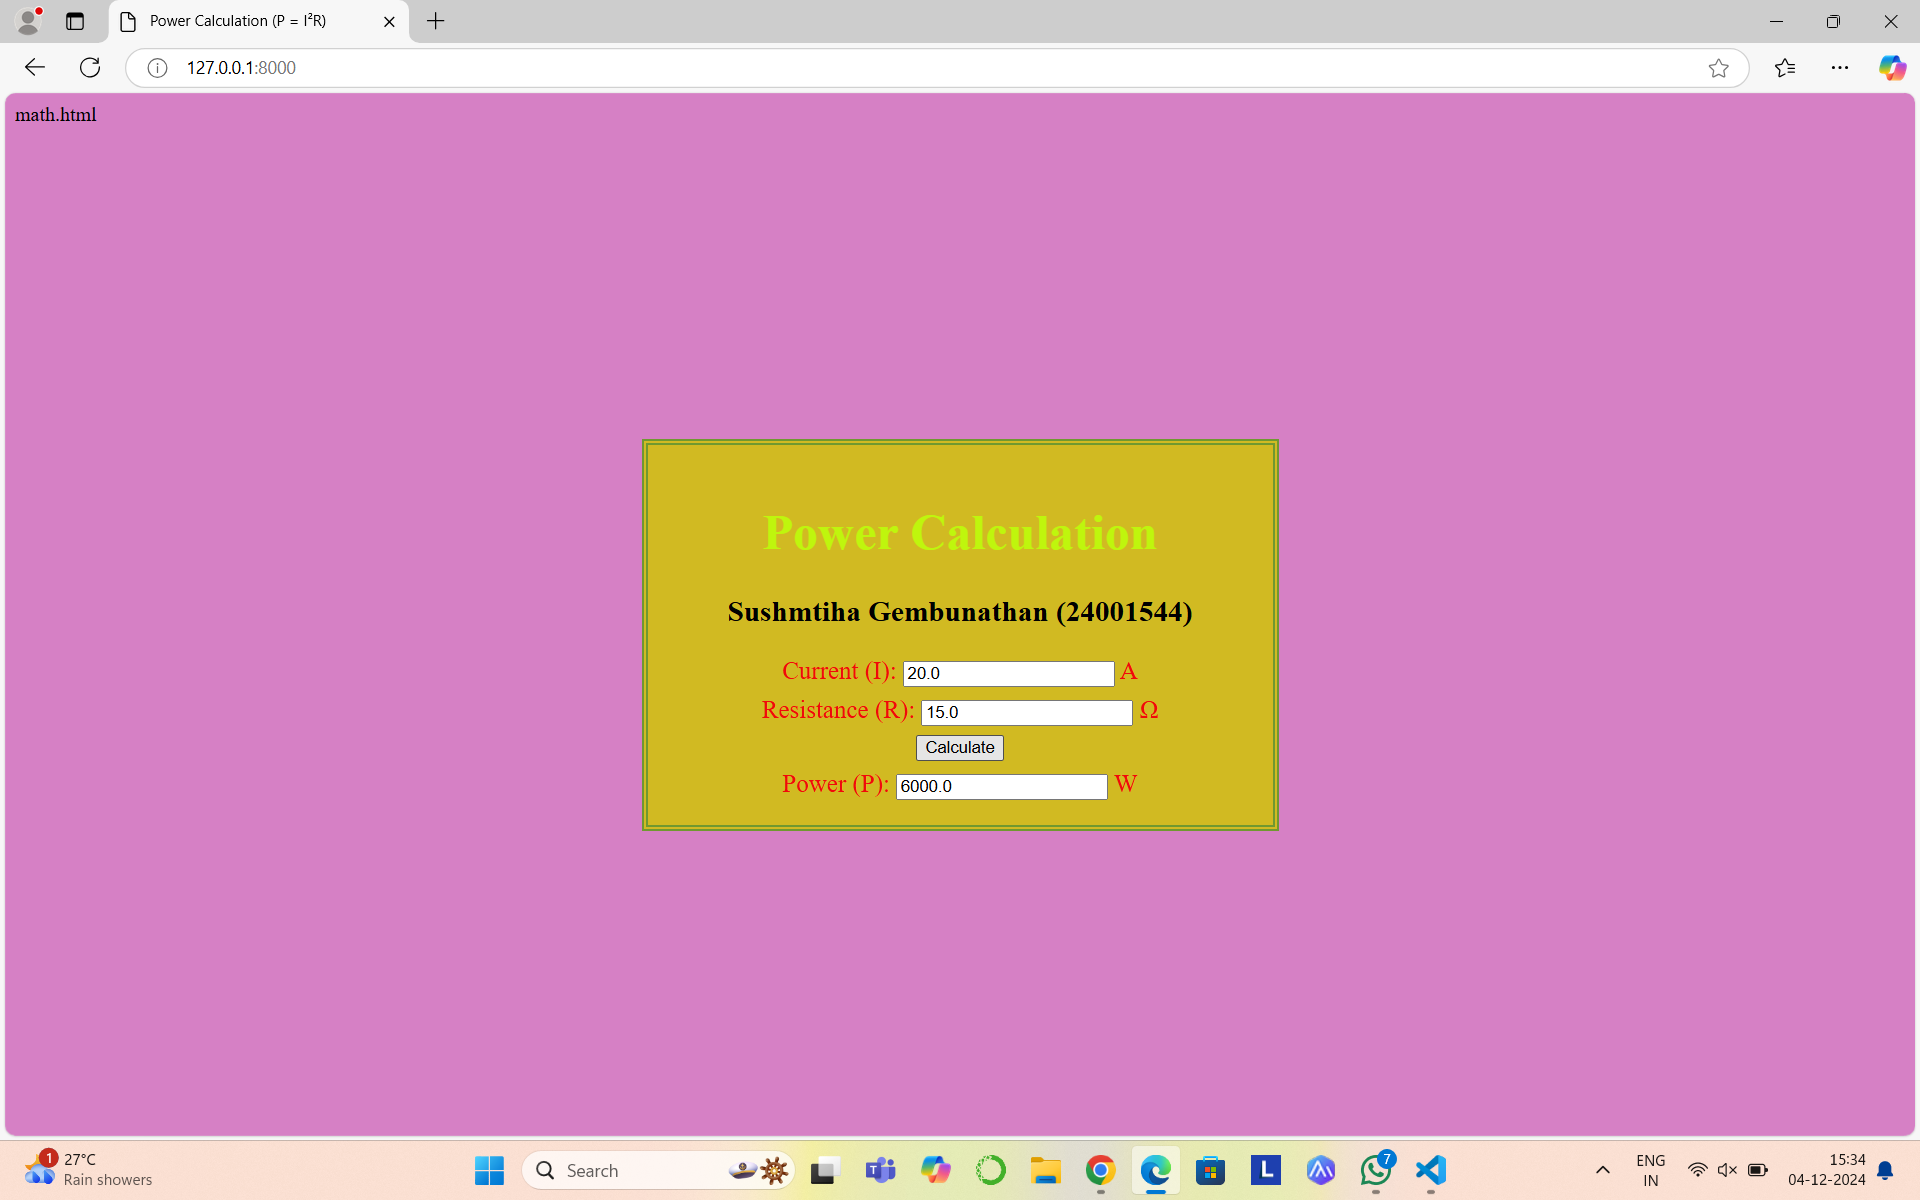 Power Calculation (P = I²R)
127.0.0.1:8000
math.html
Power Calculation
Sushmtiha Gembunathan (24001544)
Current (I): 20.0 A
Resistance (R): 15.0 Ω
Calculate
Power (P): 6000.0 W
1
27°C
Rain showers
Search
T
L
7
ENG
IN
15:34
04-12-2024